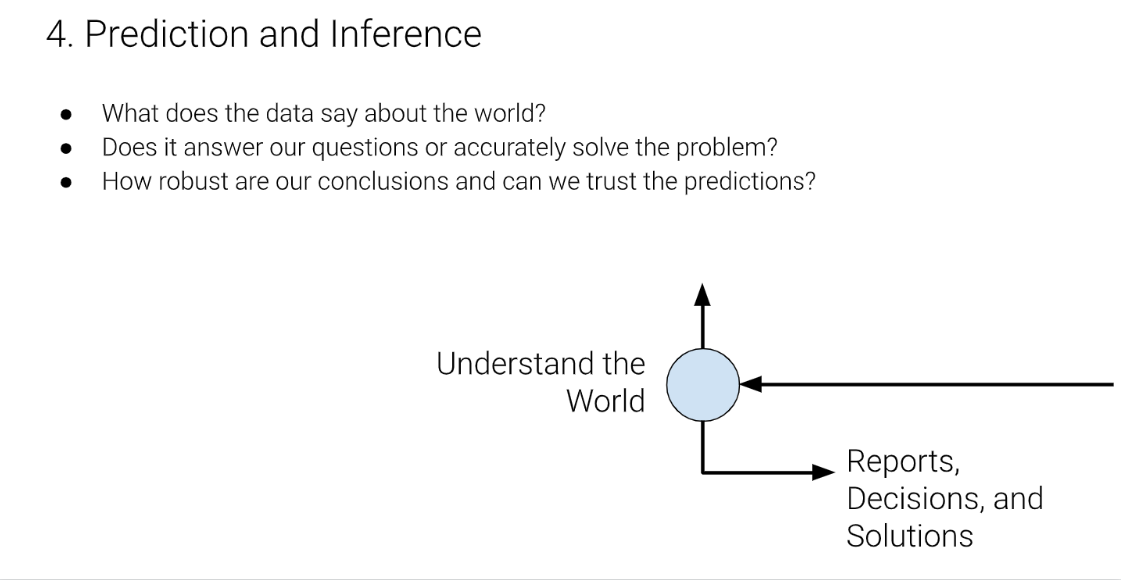 4. Prediction and Inference
● What does the data say about the world?
● Does it answer our questions or accurately solve the problem?
● How robust are our conclusions and can we trust the predictions?
Understand the
World
Reports,
Decisions, and
Solutions